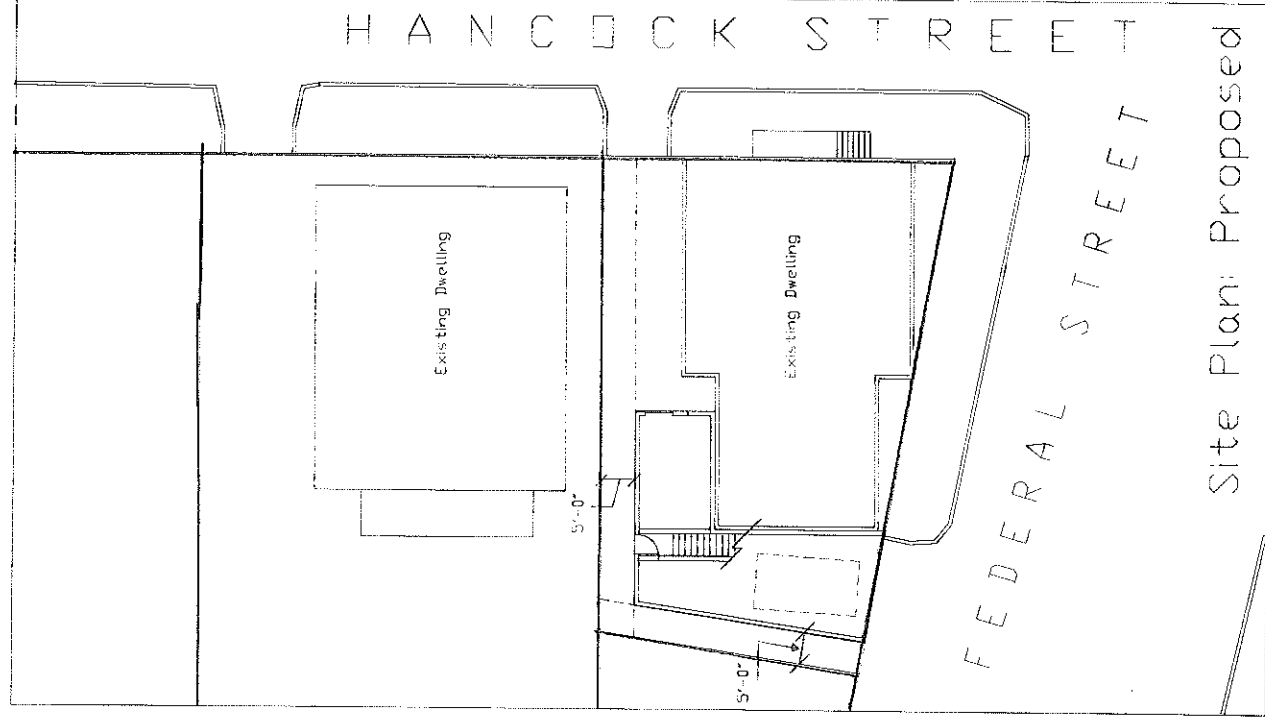 HANCOCK STREET
Existing Dwelling
Existing Dwelling
5'-0"
5'-0"
FEDERAL STREET
Site Plan: Proposed